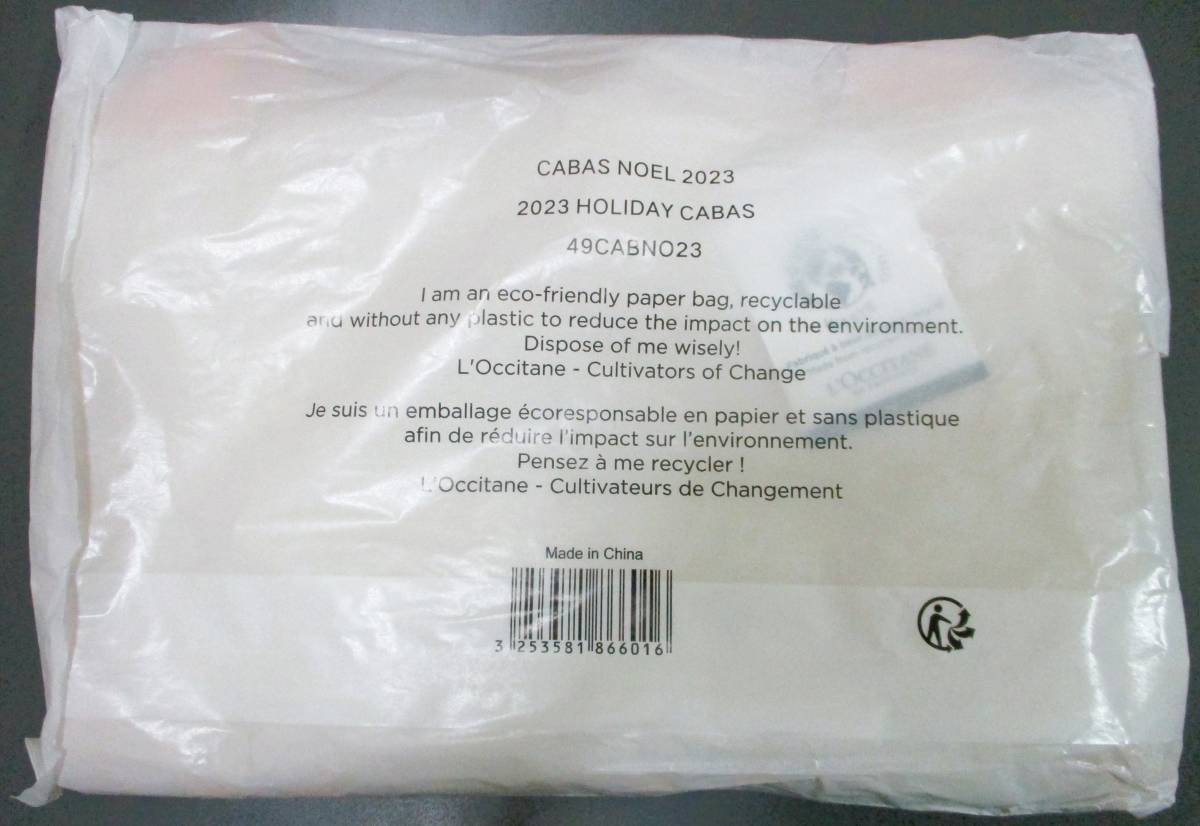 CABAS NOEL 2023
2023 HOLIDAY CABAS
49CABNO23
I am an eco-friendly paper bag, recyclable
and without any plastic to reduce the impact on the environment.
Dispose of me wisely!
L'Occitane - Cultivators of Change
L'OCCITANE
Je suis un emballage écoresponsable en papier et sans plastique
afin de réduire l'impact sur l'environnement.
Pensez à me recycler !
L'Occitane - Cultivateurs de Changement
Made in China
3 253581 866016